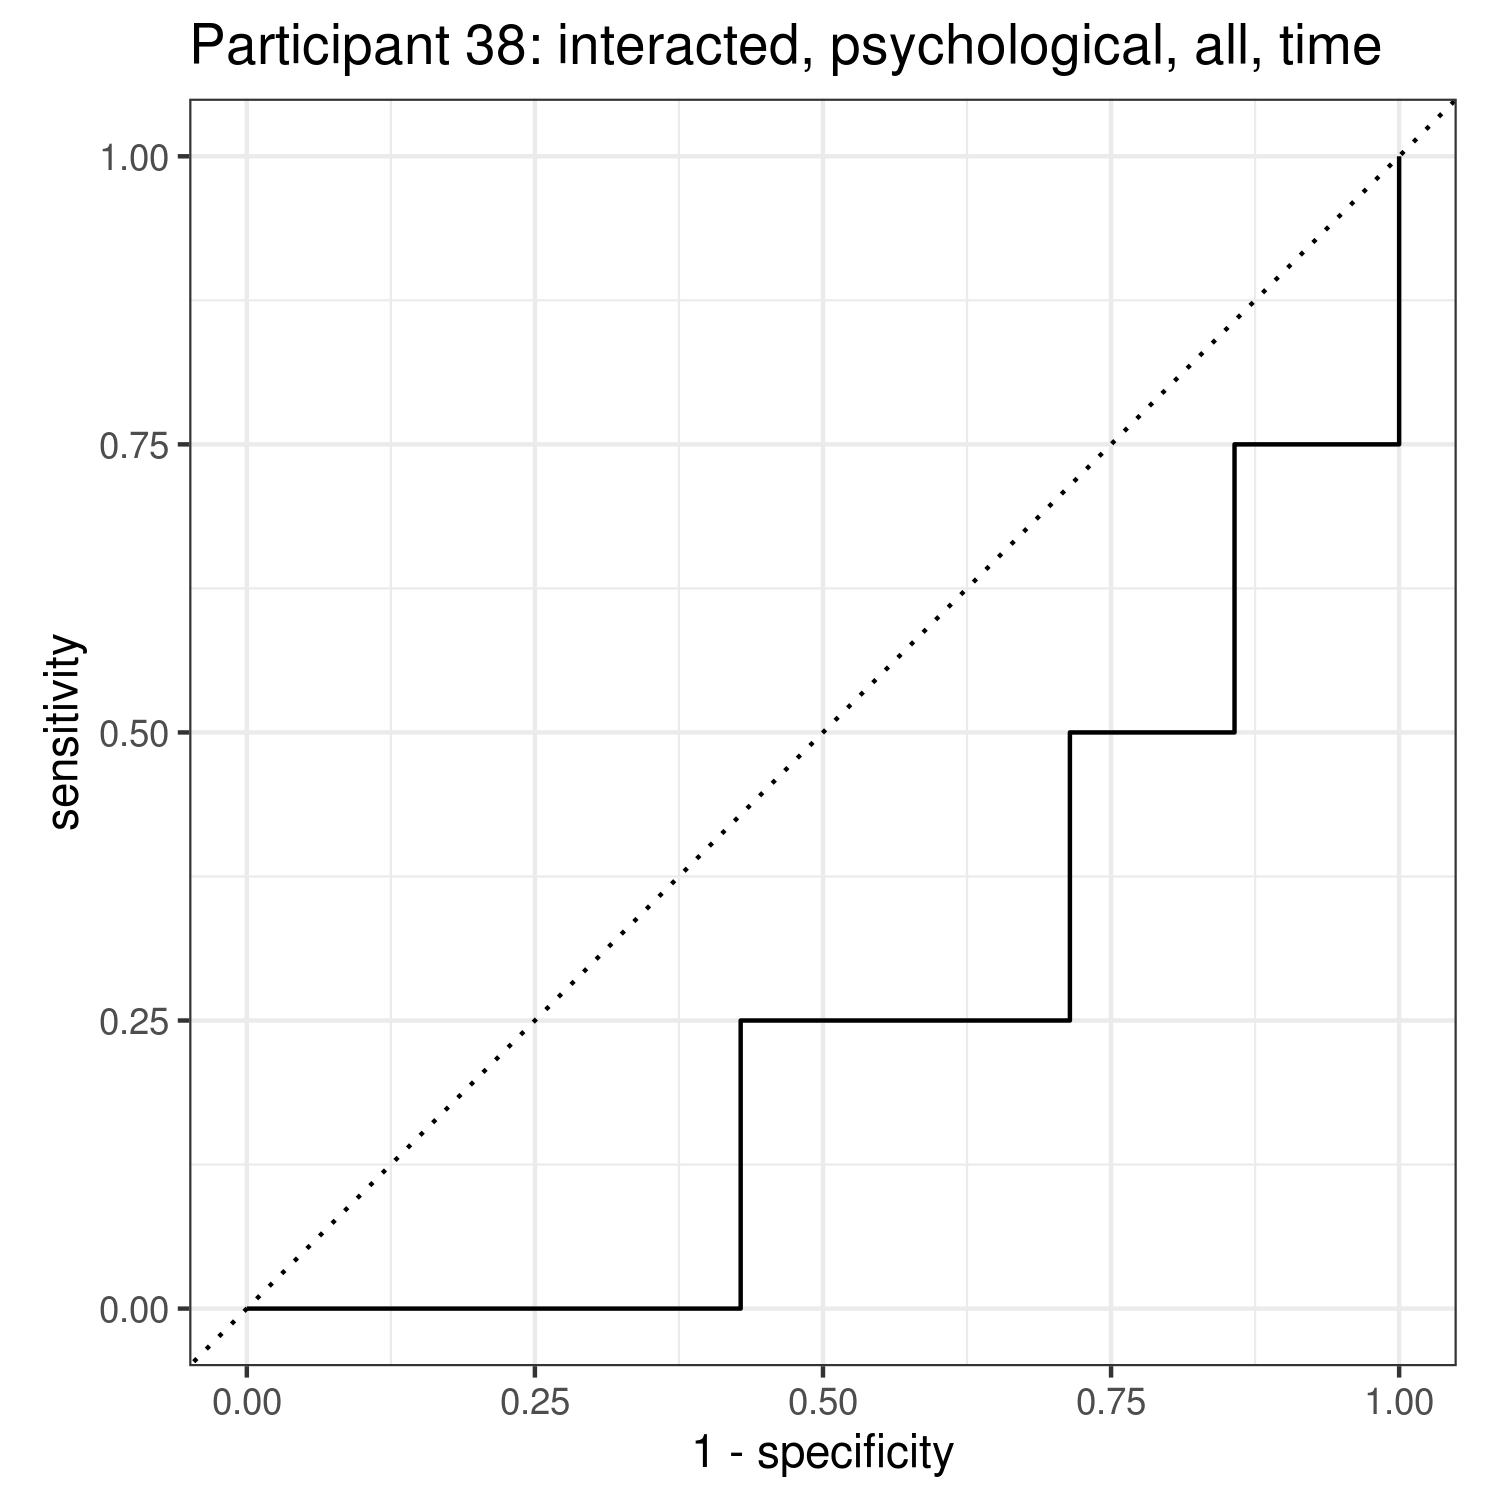 Participant 38: interacted, psychological, all, time
1.00
0.75
0.50
0.25
0.00
sensitivity
0.00 0.25 0.50 0.75 1.00
1 - specificity